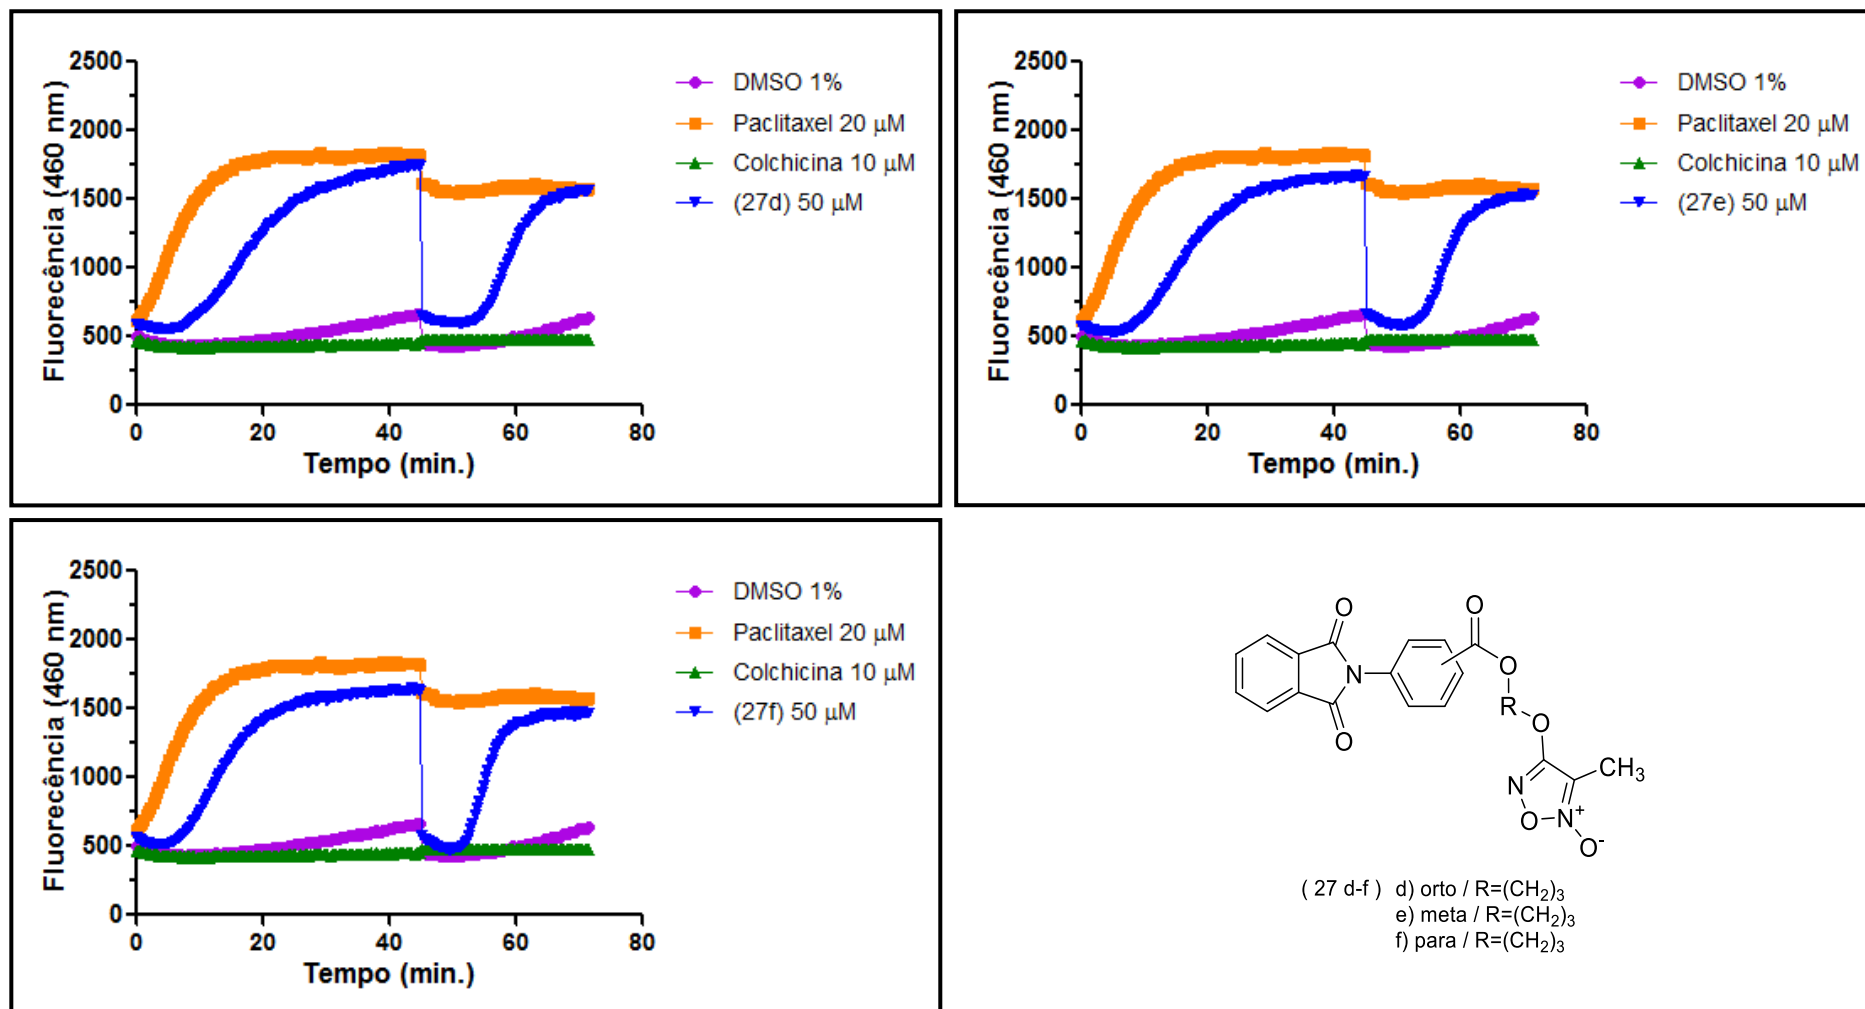 2500
2000
1500
1000
500
0
Fluorecência (460 nm)
0 20 40 60 80
Tempo (min.)
DMSO 1%
Paclitaxel 20 µM
Colchicina 10 µM
(27d) 50 µM
2500
2000
1500
1000
500
0
Fluorecência (460 nm)
0 20 40 60 80
Tempo (min.)
DMSO 1%
Paclitaxel 20 µM
Colchicina 10 µM
(27e) 50 µM
2500
2000
1500
1000
500
0
Fluorecência (460 nm)
0 20 40 60 80
Tempo (min.)
DMSO 1%
Paclitaxel 20 µM
Colchicina 10 µM
(27f) 50 µM
O
O
N
O
O
R
O
CH₃
N
O
N⁺
O⁻
( 27 d-f ) d) orto / R=(CH₂)₃
e) meta / R=(CH₂)₃
f) para / R=(CH₂)₃